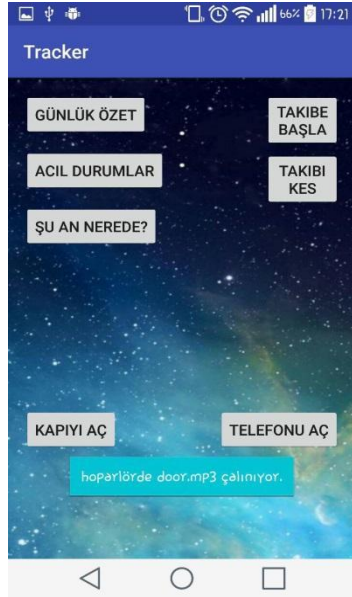 66% 17:21
Tracker
GÜNLÜK ÖZET
TAKIBE
BAŞLA
ACIL DURUMLAR
TAKIBI
KES
ŞU AN NEREDE?
KAPIYI AÇ
TELEFONU AÇ
hoparlörde door.mp3 çalınıyor.